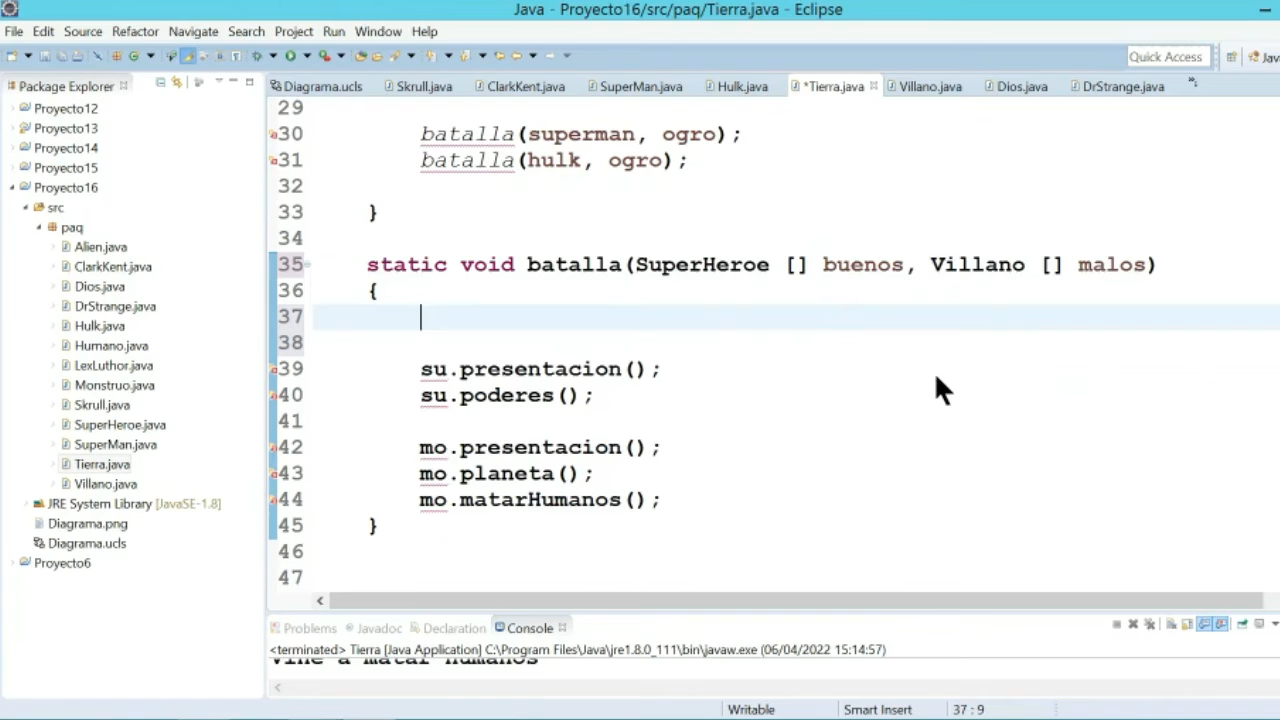 Java - Proyecto16/src/paq/Tierra.java - Eclipse
File Edit Source Refactor Navigate Search Project Run Window Help
Quick Access
Package Explorer
Diagrama.ucls Skrull.java ClarkKent.java SuperMan.java Hulk.java *Tierra.java Villano.java Dios.java DrStrange.java
Proyecto12
Proyecto13
Proyecto14
Proyecto15
Proyecto16
src
paq
Alien.java
ClarkKent.java
Dios.java
DrStrange.java
Hulk.java
Humano.java
LexLuthor.java
Monstruo.java
Skrull.java
SuperHeroe.java
SuperMan.java
Tierra.java
Villano.java
JRE System Library [JavaSE-1.8]
Diagrama.png
Diagrama.ucls
Proyecto6
29
30 batalla(superman, ogro);
31 batalla(hulk, ogro);
32
33 }
34
35 static void batalla(SuperHeroe [] buenos, Villano [] malos)
36 {
37
38
39 su.presentacion();
40 su.poderes();
41
42 mo.presentacion();
43 mo.planeta();
44 mo.matarHumanos();
45 }
46
47
Problems Javadoc Declaration Console
<terminated> Tierra [Java Application] C:\Program Files\Java\jre1.8.0_111\bin\javaw.exe (06/04/2022 15:14:57)
vine a matar humanos
Writable Smart Insert 37 : 9